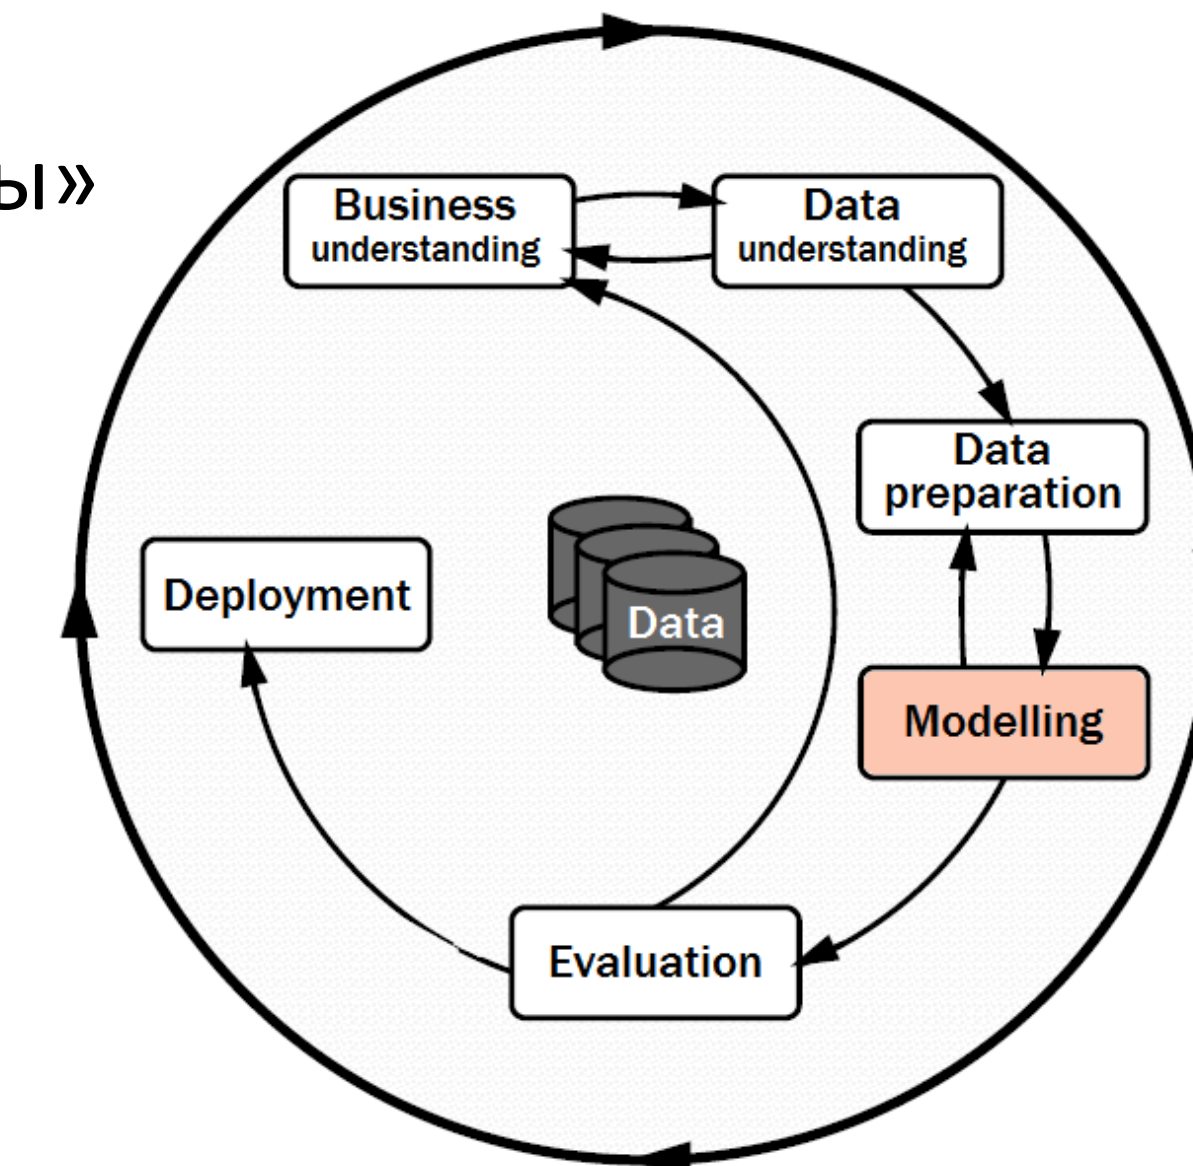 ы»
Business
understanding
Data
understanding
Data
preparation
Deployment
Data
Modelling
Evaluation